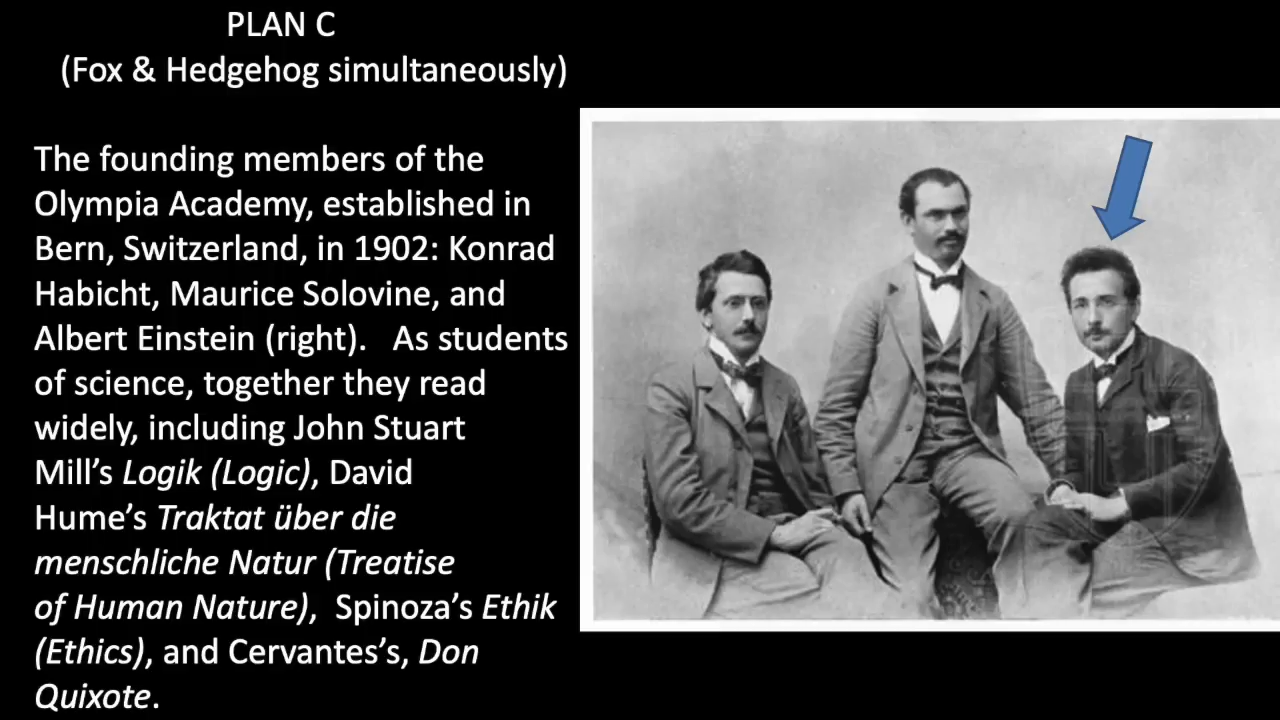 PLAN C
(Fox & Hedgehog simultaneously)
The founding members of the
Olympia Academy, established in
Bern, Switzerland, in 1902: Konrad
Habicht, Maurice Solovine, and
Albert Einstein (right). As students
of science, together they read
widely, including John Stuart
Mill’s Logik (Logic), David
Hume’s Traktat über die
menschliche Natur (Treatise
of Human Nature), Spinoza’s Ethik
(Ethics), and Cervantes’s, Don
Quixote.